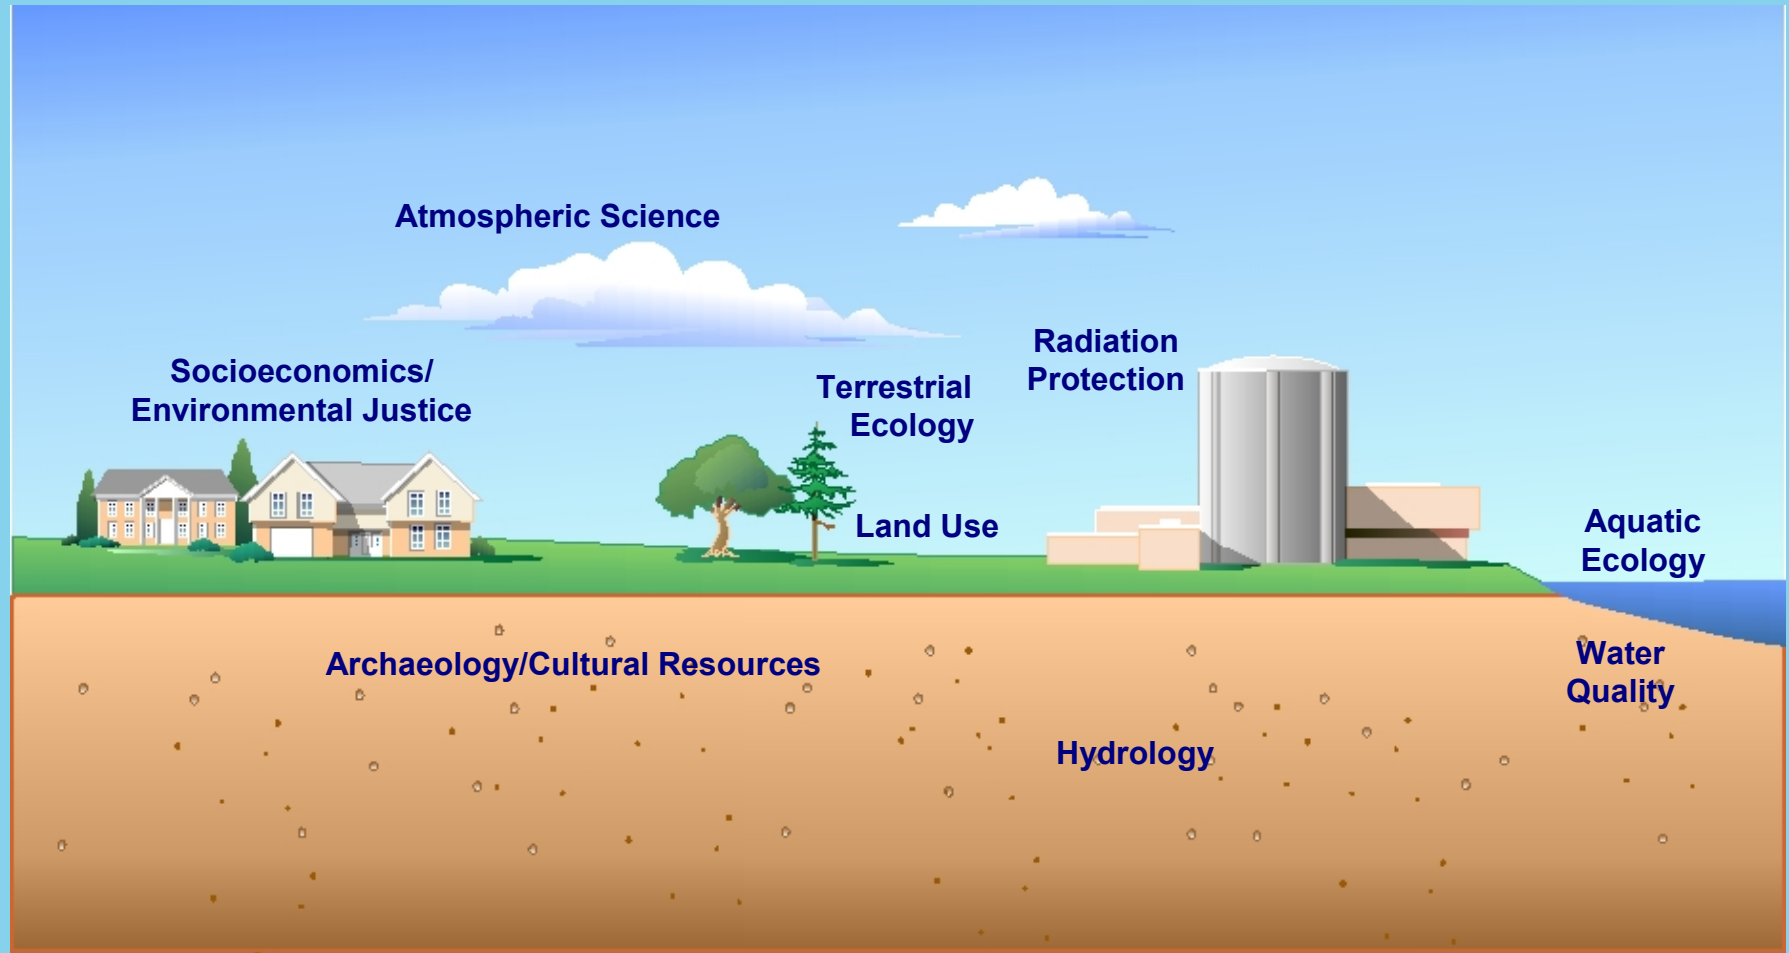 Atmospheric Science
Radiation
Protection
Socioeconomics/
Environmental Justice
Terrestrial
Ecology
Land Use
Aquatic
Ecology
Archaeology/Cultural Resources
Water
Quality
Hydrology